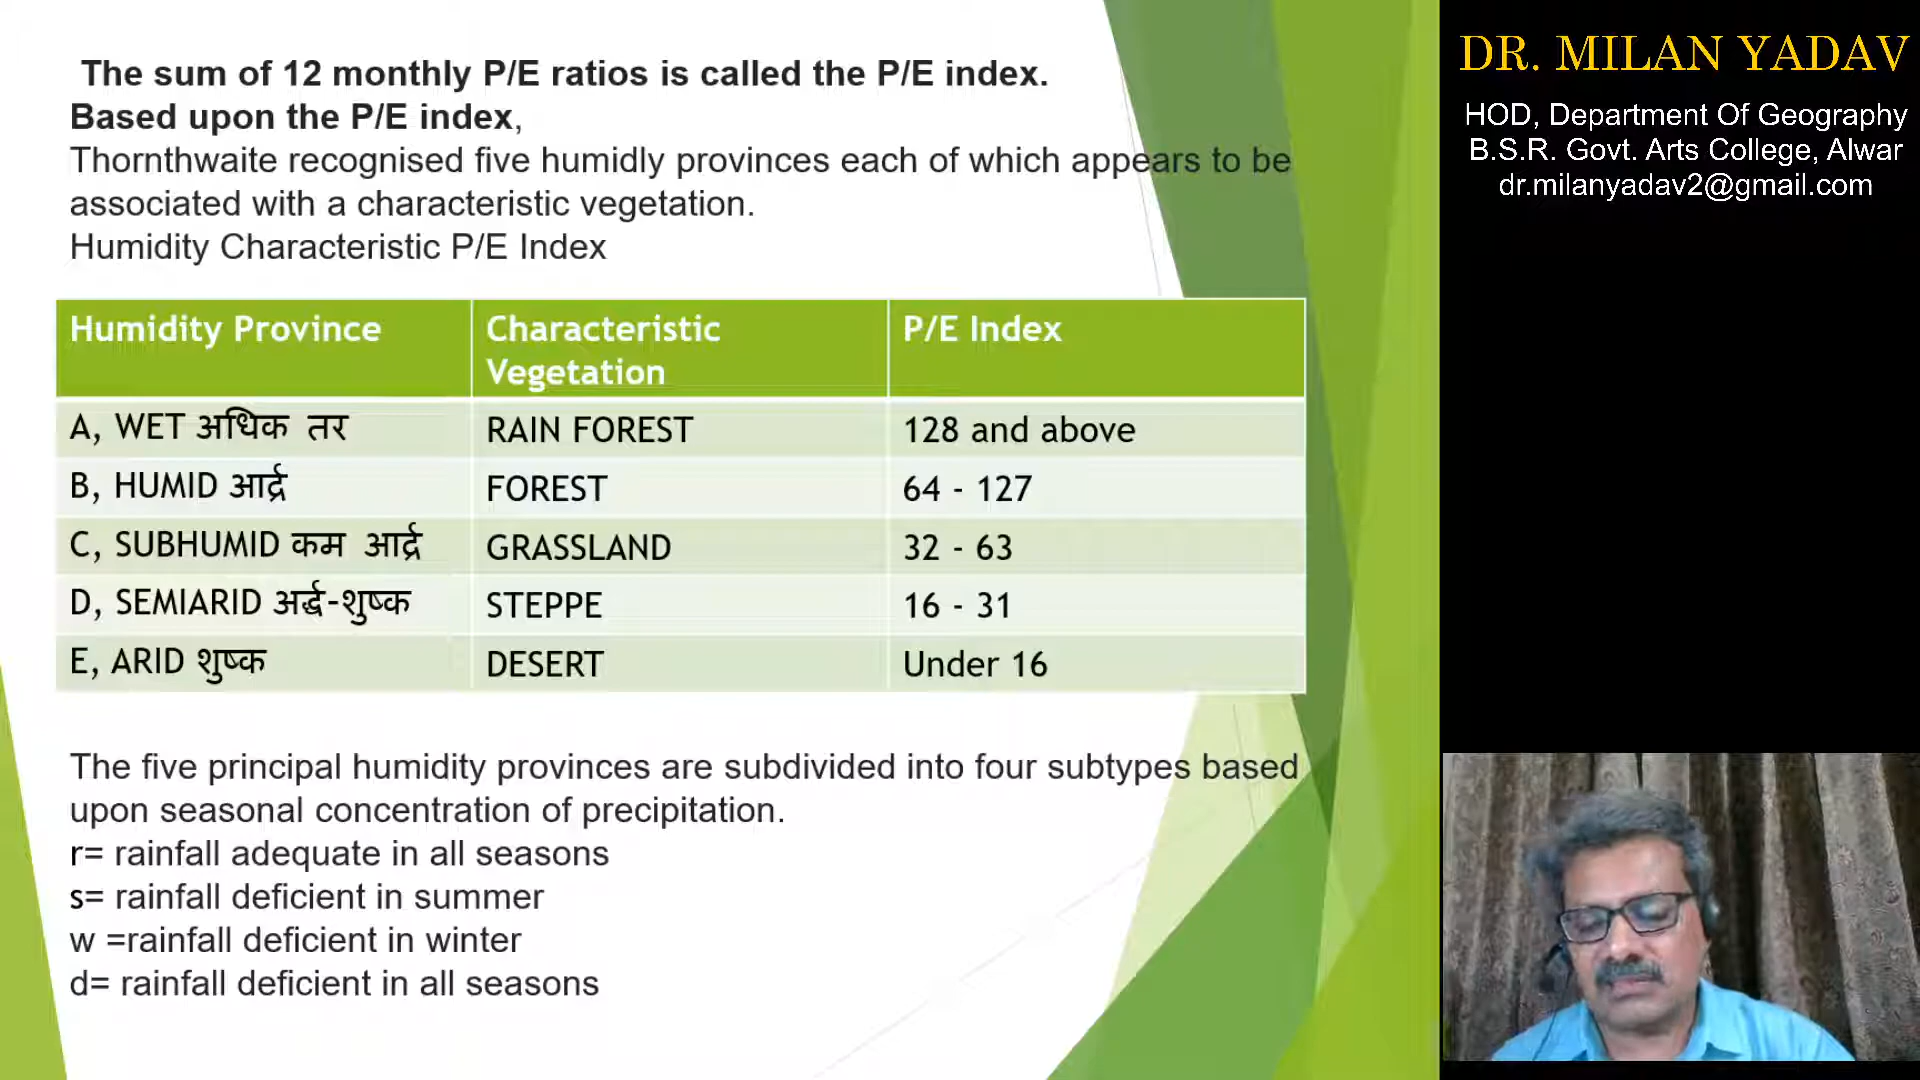 The sum of 12 monthly P/E ratios is called the P/E index.
Based upon the P/E index,
Thornthwaite recognised five humidly provinces each of which appears to be
associated with a characteristic vegetation.
Humidity Characteristic P/E Index
Humidity Province
Characteristic
Vegetation
P/E Index
A, WET अधिक तर
RAIN FOREST
128 and above
B, HUMID आर्द्र
FOREST
64 - 127
C, SUBHUMID कम आर्द्र
GRASSLAND
32 - 63
D, SEMIARID अर्द्ध-शुष्क
STEPPE
16 - 31
E, ARID शुष्क
DESERT
Under 16
The five principal humidity provinces are subdivided into four subtypes based
upon seasonal concentration of precipitation.
r= rainfall adequate in all seasons
s= rainfall deficient in summer
w =rainfall deficient in winter
d= rainfall deficient in all seasons
DR. MILAN YADAV
HOD, Department Of Geography
B.S.R. Govt. Arts College, Alwar
dr.milanyadav2@gmail.com